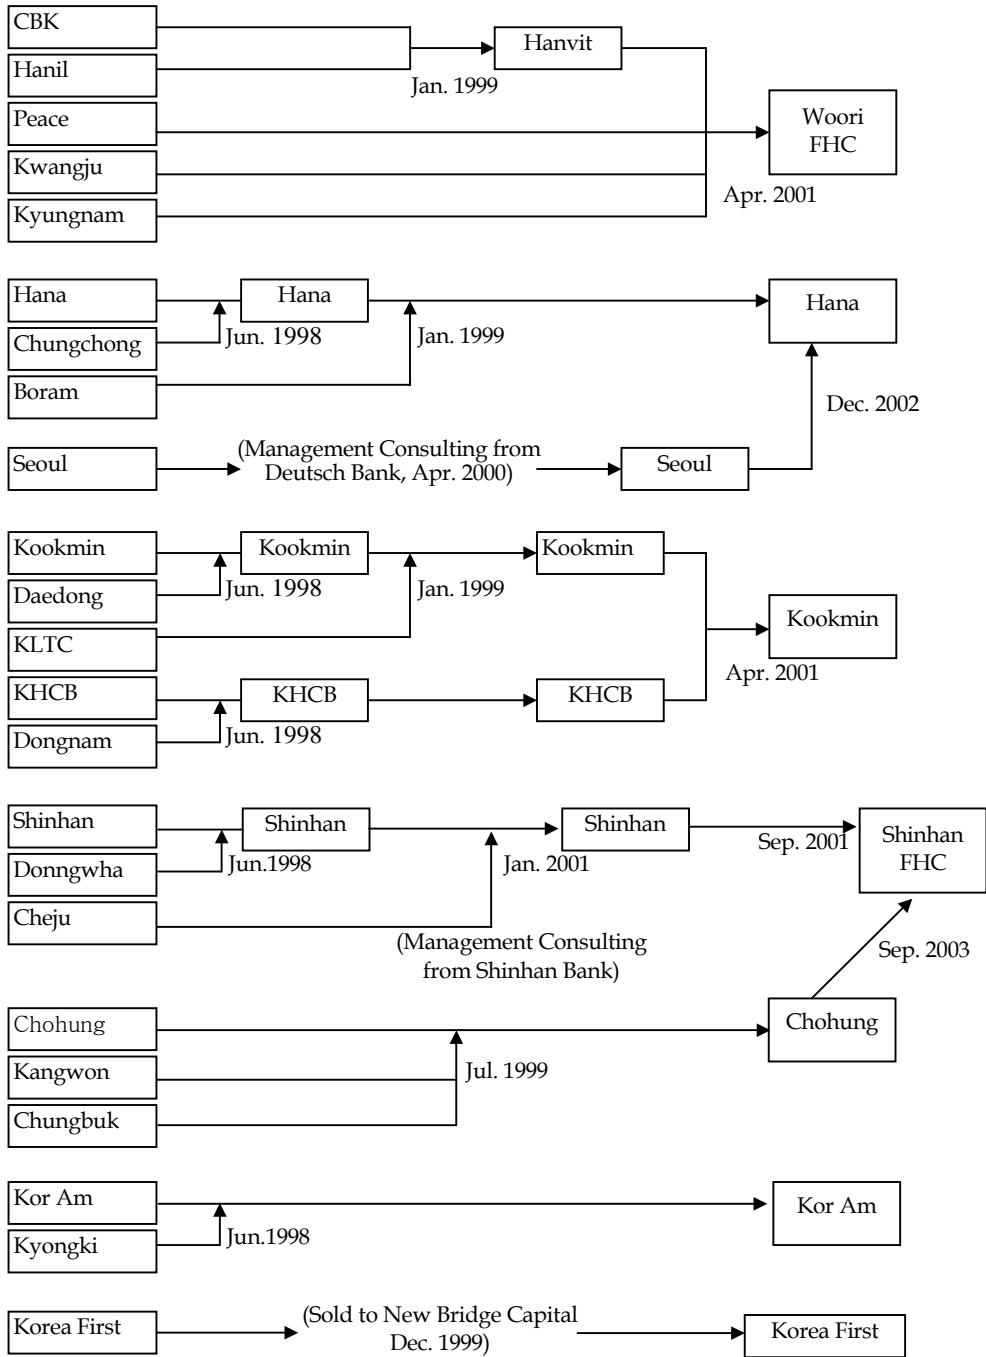 CBK
Hanvit
Hanil
Jan. 1999
Peace
Woori
FHC
Kwangju
Apr. 2001
Kyungnam
Hana
Hana
Hana
Chungchong
Jun. 1998
Jan. 1999
Boram
Dec. 2002
Seoul
(Management Consulting from
Deutsch Bank, Apr. 2000)
Seoul
Kookmin
Kookmin
Kookmin
Daedong
Jun. 1998
Jan. 1999
Kookmin
KLTC
Apr. 2001
KHCB
KHCB
KHCB
Dongnam
Jun. 1998
Shinhan
Shinhan
Shinhan
Sep. 2001
Shinhan
FHC
Donngwha
Jun.1998
Jan. 2001
Cheju
(Management Consulting
from Shinhan Bank)
Sep. 2003
Chohung
Chohung
Kangwon
Jul. 1999
Chungbuk
Kor Am
Kor Am
Kyongki
Jun.1998
Korea First
(Sold to New Bridge Capital
Dec. 1999)
Korea First